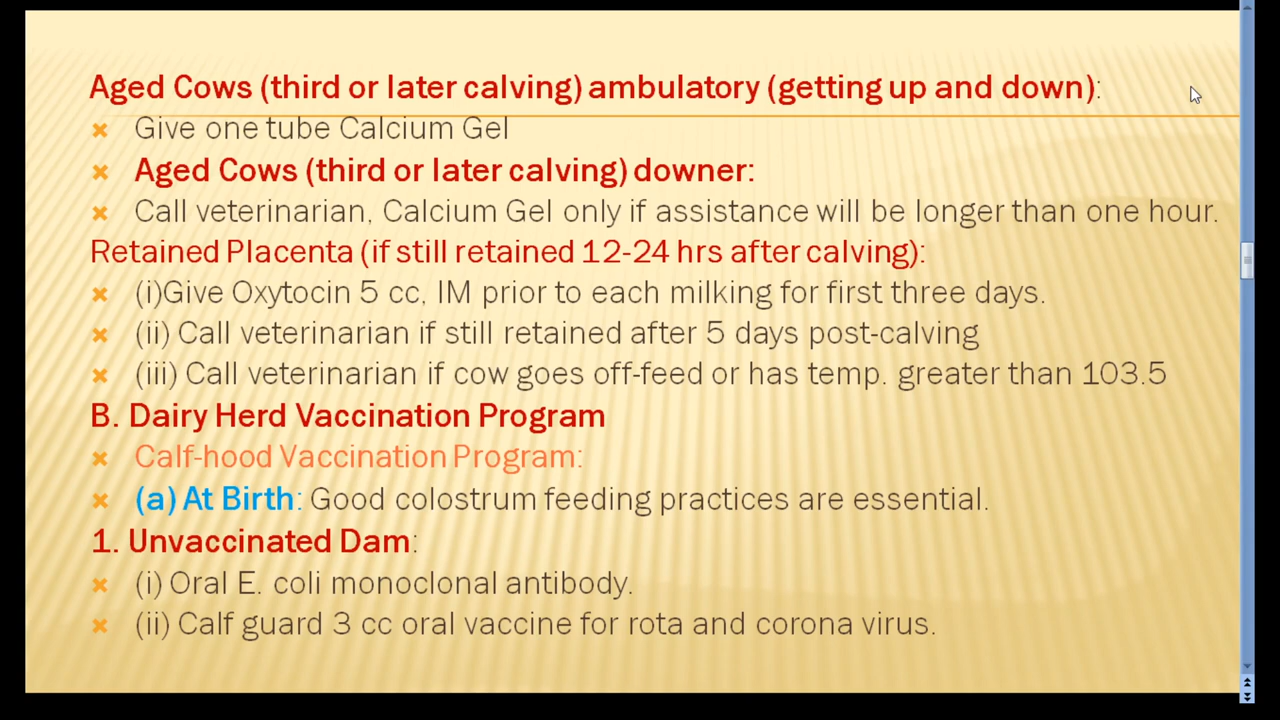 Aged Cows (third or later calving) ambulatory (getting up and down):
Give one tube Calcium Gel
Aged Cows (third or later calving) downer:
Call veterinarian, Calcium Gel only if assistance will be longer than one hour.
Retained Placenta (if still retained 12-24 hrs after calving):
(i)Give Oxytocin 5 cc, IM prior to each milking for first three days.
(ii) Call veterinarian if still retained after 5 days post-calving
(iii) Call veterinarian if cow goes off-feed or has temp. greater than 103.5
B. Dairy Herd Vaccination Program
Calf-hood Vaccination Program:
(a) At Birth: Good colostrum feeding practices are essential.
1. Unvaccinated Dam:
(i) Oral E. coli monoclonal antibody.
(ii) Calf guard 3 cc oral vaccine for rota and corona virus.